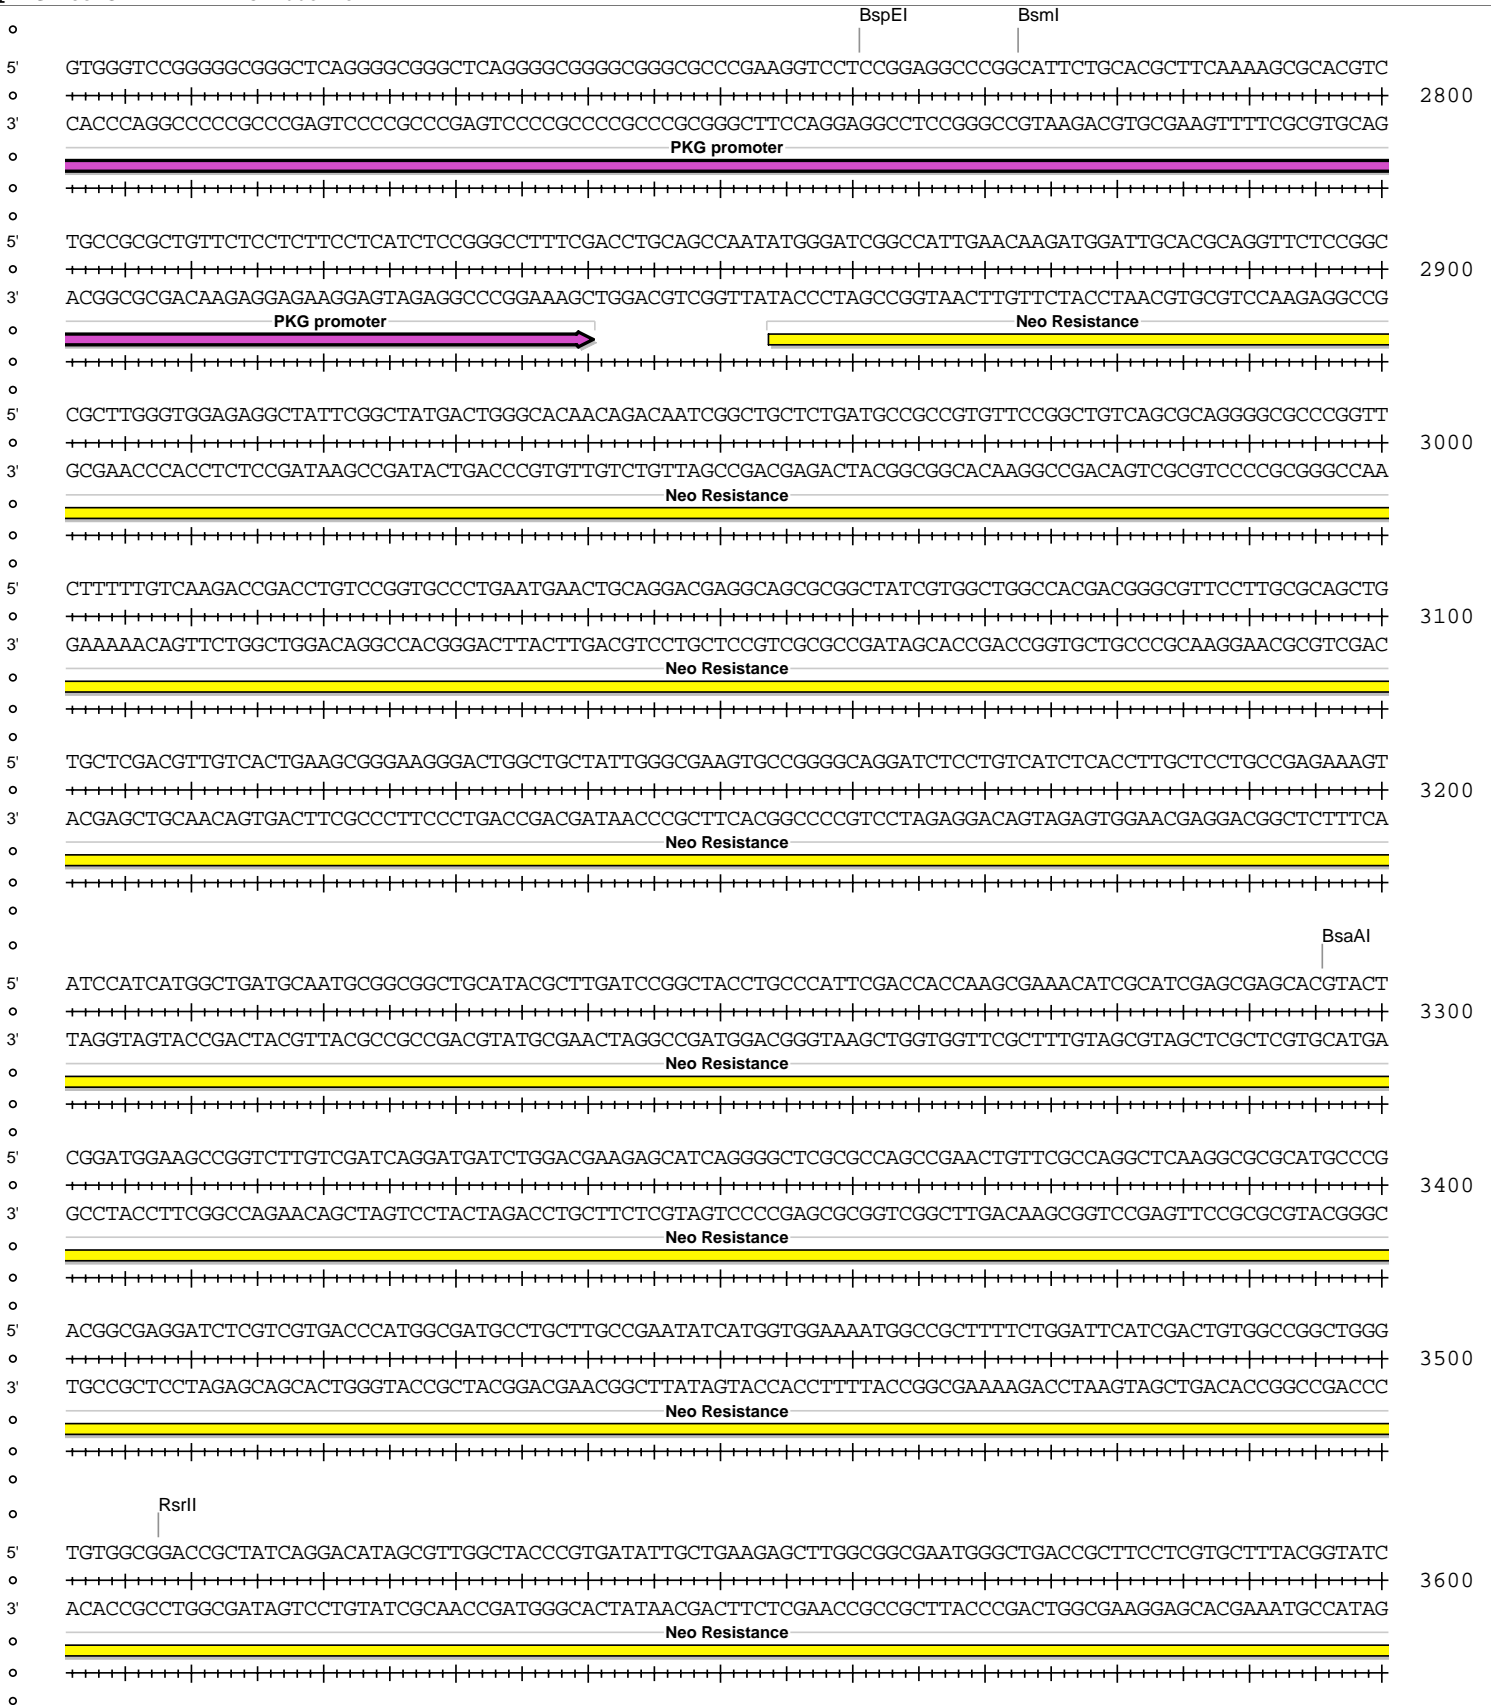 BspEI BsmI
5' GTGGGTCCGGGGGCGGGCTCAGGGGCGGGCTCAGGGGCGGGGCGGGCGCCCGAAGGTCCTCCGGAGGCCCGGCATTCTGCACGCTTCAAAAGCGCACGTC
2800
3' CACCCAGGCCCCCGCCCGAGTCCCCGCCCGAGTCCCCGCCCCGCCCGCGGGCTTCCAGGAGGCCTCCGGGCCGTAAGACGTGCGAAGTTTTCGCGTGCAG
PKG promoter
5' TGCCGCGCTGTTCTCCTCTTCCTCATCTCCGGGCCTTTCGACCTGCAGCCAATATGGGATCGGCCATTGAACAAGATGGATTGCACGCAGGTTCTCCGGC
2900
3' ACGGCGCGACAAGAGGAGAAGGAGTAGAGGCCCGGAAAGCTGGACGTCGGTTATACCCTAGCCGGTAACTTGTTCTACCTAACGTGCGTCCAAGAGGCCG
PKG promoter Neo Resistance
5' CGCTTGGGTGGAGAGGCTATTCGGCTATGACTGGGCACAACAGACAATCGGCTGCTCTGATGCCGCCGTGTTCCGGCTGTCAGCGCAGGGGCGCCCGGTT
3000
3' GCGAACCCACCTCTCCGATAAGCCGATACTGACCCGTGTTGTCTGTTAGCCGACGAGACTACGGCGGCACAAGGCCGACAGTCGCGTCCCCGCGGGCCAA
Neo Resistance
5' CTTTTTGTCAAGACCGACCTGTCCGGTGCCCTGAATGAACTGCAGGACGAGGCAGCGCGGCTATCGTGGCTGGCCACGACGGGCGTTCCTTGCGCAGCTG
3100
3' GAAAAACAGTTCTGGCTGGACAGGCCACGGGACTTACTTGACGTCCTGCTCCGTCGCGCCGATAGCACCGACCGGTGCTGCCCGCAAGGAACGCGTCGAC
Neo Resistance
5' TGCTCGACGTTGTCACTGAAGCGGGAAGGGACTGGCTGCTATTGGGCGAAGTGCCGGGGCAGGATCTCCTGTCATCTCACCTTGCTCCTGCCGAGAAAGT
3200
3' ACGAGCTGCAACAGTGACTTCGCCCTTCCCTGACCGACGATAACCCGCTTCACGGCCCCGTCCTAGAGGACAGTAGAGTGGAACGAGGACGGCTCTTTCA
Neo Resistance
BsaAI
5' ATCCATCATGGCTGATGCAATGCGGCGGCTGCATACGCTTGATCCGGCTACCTGCCCATTCGACCACCAAGCGAAACATCGCATCGAGCGAGCACGTACT
3300
3' TAGGTAGTACCGACTACGTTACGCCGCCGACGTATGCGAACTAGGCCGATGGACGGGTAAGCTGGTGGTTCGCTTTGTAGCGTAGCTCGCTCGTGCATGA
Neo Resistance
5' CGGATGGAAGCCGGTCTTGTCGATCAGGATGATCTGGACGAAGAGCATCAGGGGCTCGCGCCAGCCGAACTGTTCGCCAGGCTCAAGGCGCGCATGCCCG
3400
3' GCCTACCTTCGGCCAGAACAGCTAGTCCTACTAGACCTGCTTCTCGTAGTCCCCGAGCGCGGTCGGCTTGACAAGCGGTCCGAGTTCCGCGCGTACGGGC
Neo Resistance
5' ACGGCGAGGATCTCGTCGTGACCCATGGCGATGCCTGCTTGCCGAATATCATGGTGGAAAATGGCCGCTTTTCTGGATTCATCGACTGTGGCCGGCTGGG
3500
3' TGCCGCTCCTAGAGCAGCACTGGGTACCGCTACGGACGAACGGCTTATAGTACCACCTTTTACCGGCGAAAAGACCTAAGTAGCTGACACCGGCCGACCC
Neo Resistance
RsrII
5' TGTGGCGGACCGCTATCAGGACATAGCGTTGGCTACCCGTGATATTGCTGAAGAGCTTGGCGGCGAATGGGCTGACCGCTTCCTCGTGCTTTACGGTATC
3600
3' ACACCGCCTGGCGATAGTCCTGTATCGCAACCGATGGGCACTATAACGACTTCTCGAACCGCCGCTTACCCGACTGGCGAAGGAGCACGAAATGCCATAG
Neo Resistance